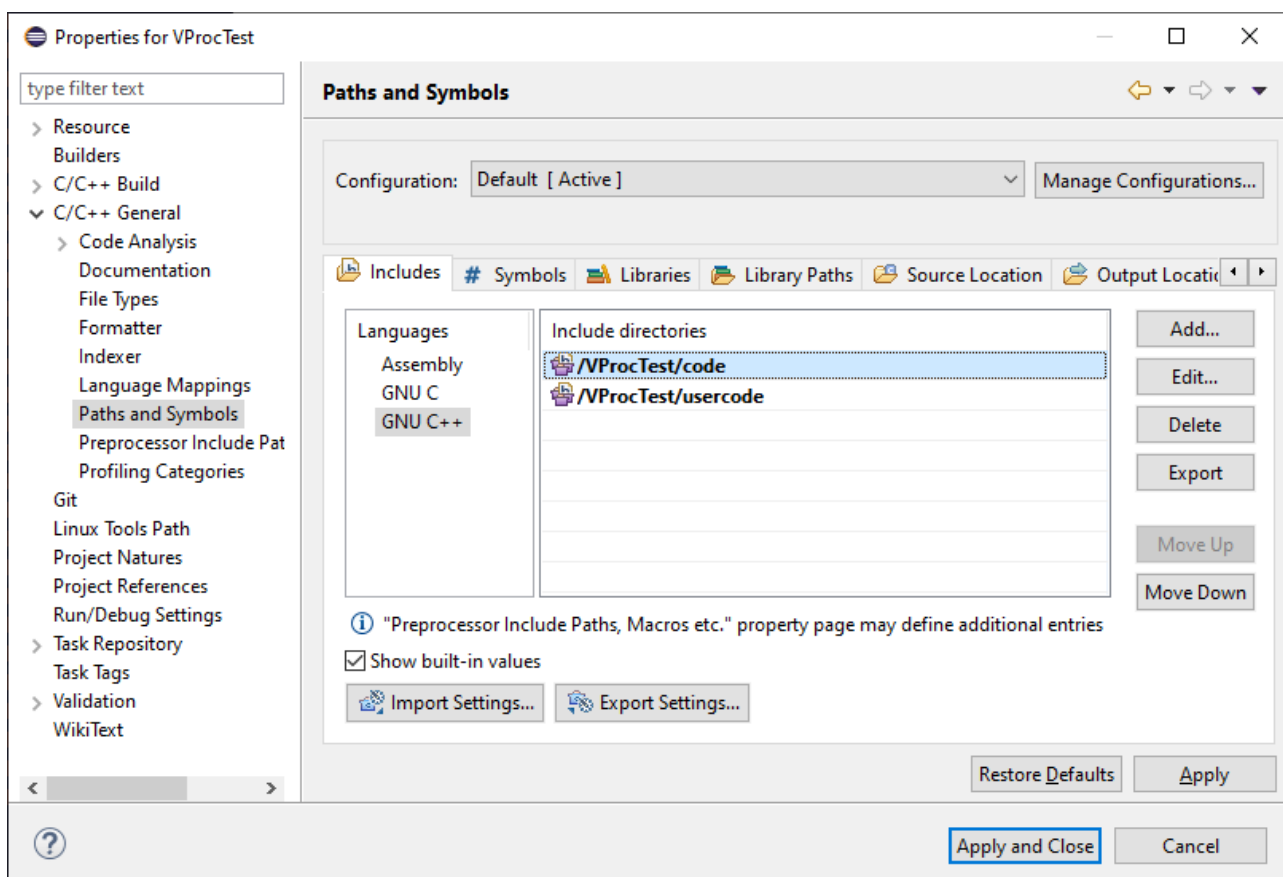 Properties for VProcTest
type filter text
Resource
Builders
C/C++ Build
C/C++ General
Code Analysis
Documentation
File Types
Formatter
Indexer
Language Mappings
Paths and Symbols
Preprocessor Include Pat
Profiling Categories
Git
Linux Tools Path
Project Natures
Project References
Run/Debug Settings
Task Repository
Task Tags
Validation
WikiText
Paths and Symbols
Configuration: Default [ Active ] Manage Configurations...
Includes # Symbols Libraries Library Paths Source Location Output Locatic
Languages
Assembly
GNU C
GNU C++
Include directories
/VProcTest/code
/VProcTest/usercode
Add...
Edit...
Delete
Export
Move Up
Move Down
"Preprocessor Include Paths, Macros etc." property page may define additional entries
Show built-in values
Import Settings... Export Settings...
Restore Defaults Apply
? Apply and Close Cancel